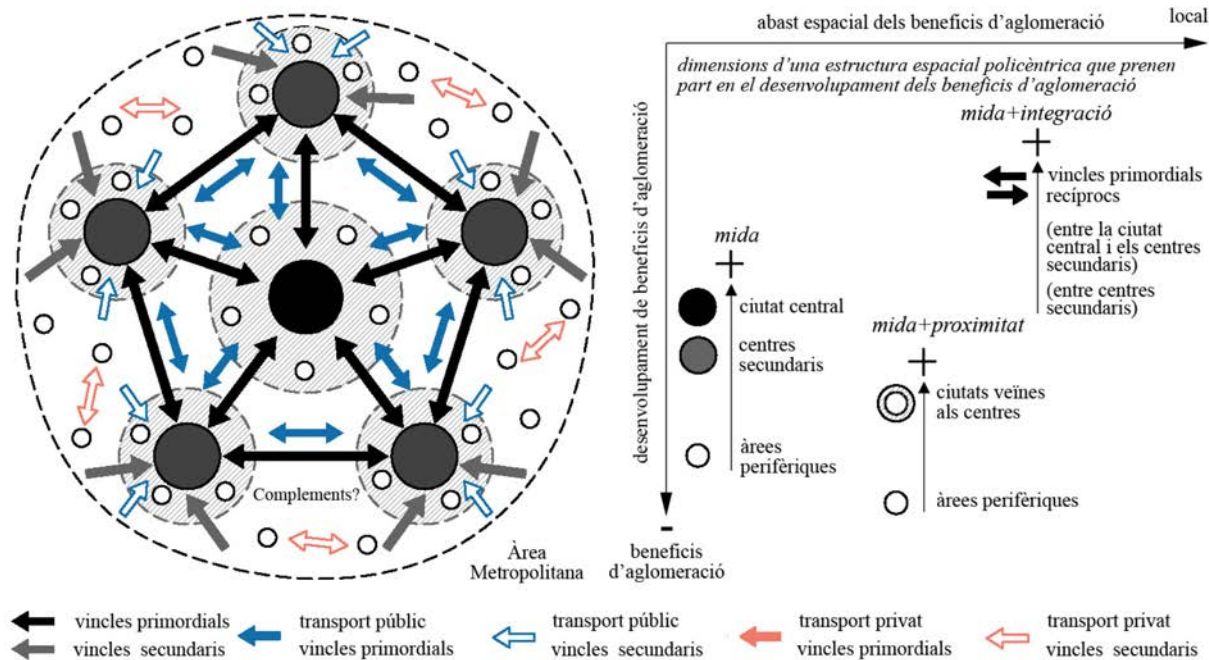 abast espacial dels beneficis d'aglomeració
local
dimensions d'una estructura espacial policèntrica que prenen
part en el desenvolupament dels beneficis d'aglomeració
desenvolupament de beneficis d'aglomeració
mida+integració
+
vincles primordials
recíprocs
(entre la ciutat
central i els centres
secundaris)
(entre centres
secundaris)
mida
+
ciutat central
centres
secundaris
àrees
perifèriques
mida+proximitat
+
ciutats veïnes
als centres
àrees perifèriques
-
beneficis
d'aglomeració
Complements?
Àrea
Metropolitana
vincles primordials
vincles secundaris
transport públic
vincles primordials
transport públic
vincles secundaris
transport privat
vincles primordials
transport privat
vincles secundaris